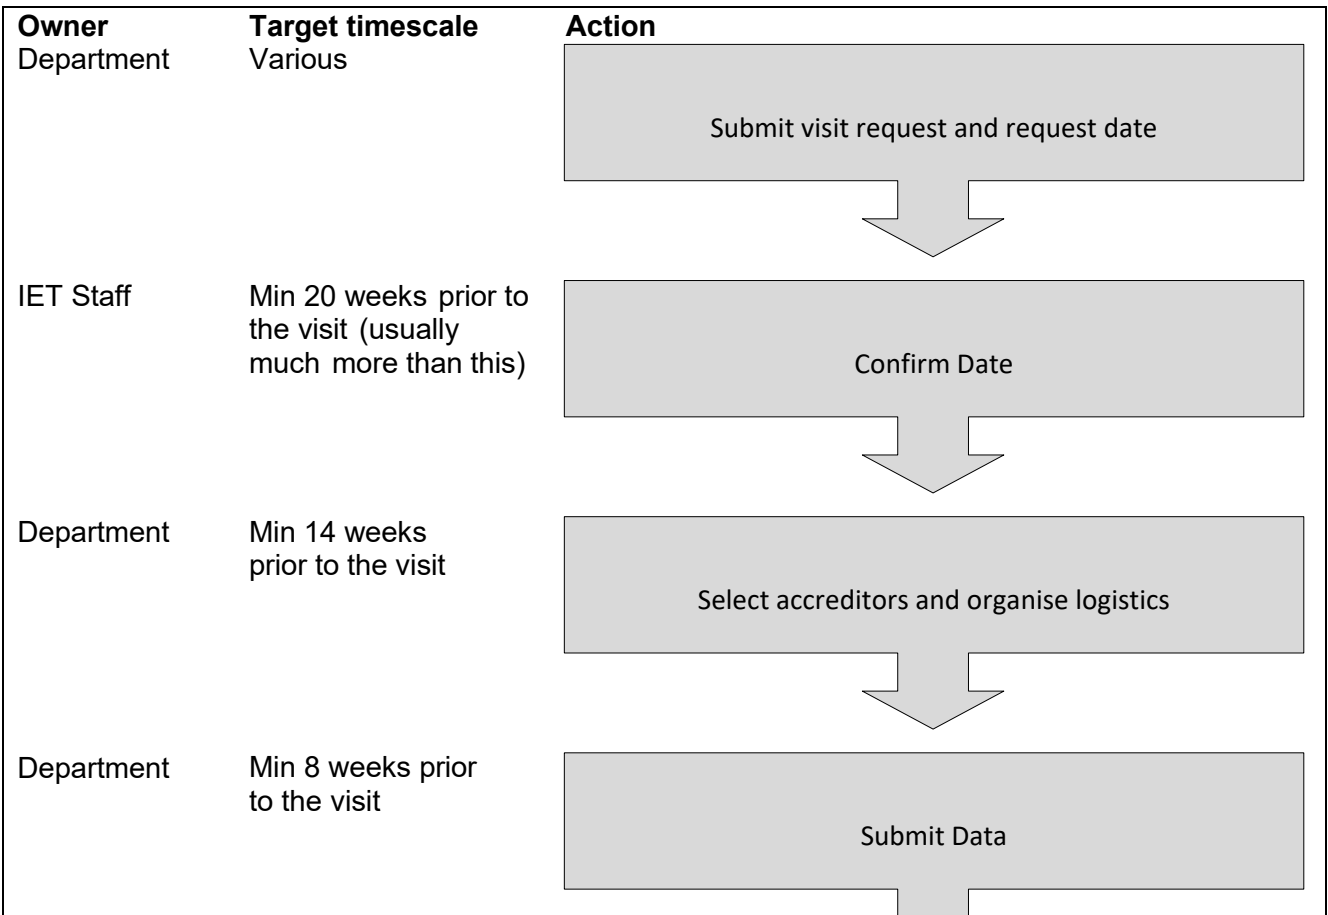 Owner Target timescale Action
Department Various
Submit visit request and request date
IET Staff Min 20 weeks prior to
the visit (usually
much more than this)
Confirm Date
Department Min 14 weeks
prior to the visit
Select accreditors and organise logistics
Department Min 8 weeks prior
to the visit
Submit Data